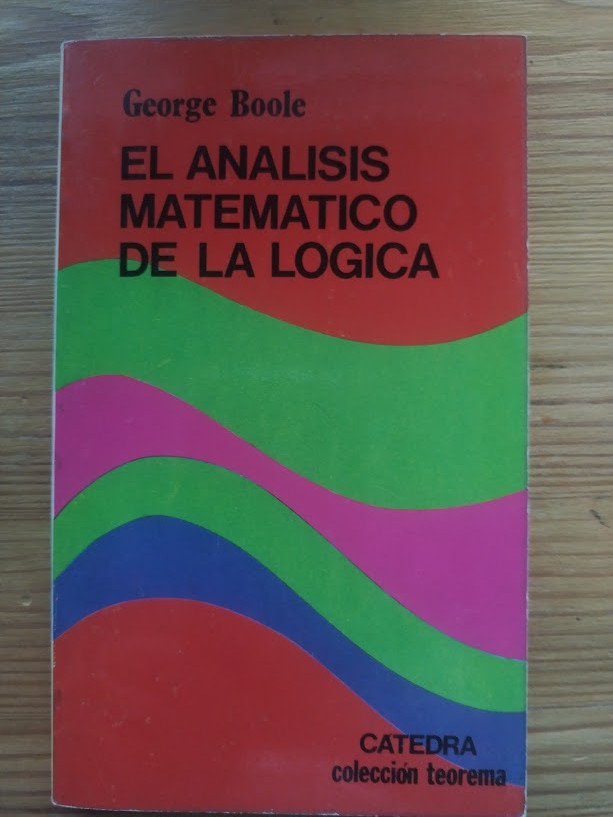 George Boole
EL ANALISIS
MATEMATICO
DE LA LOGICA
CATEDRA
colección teorema